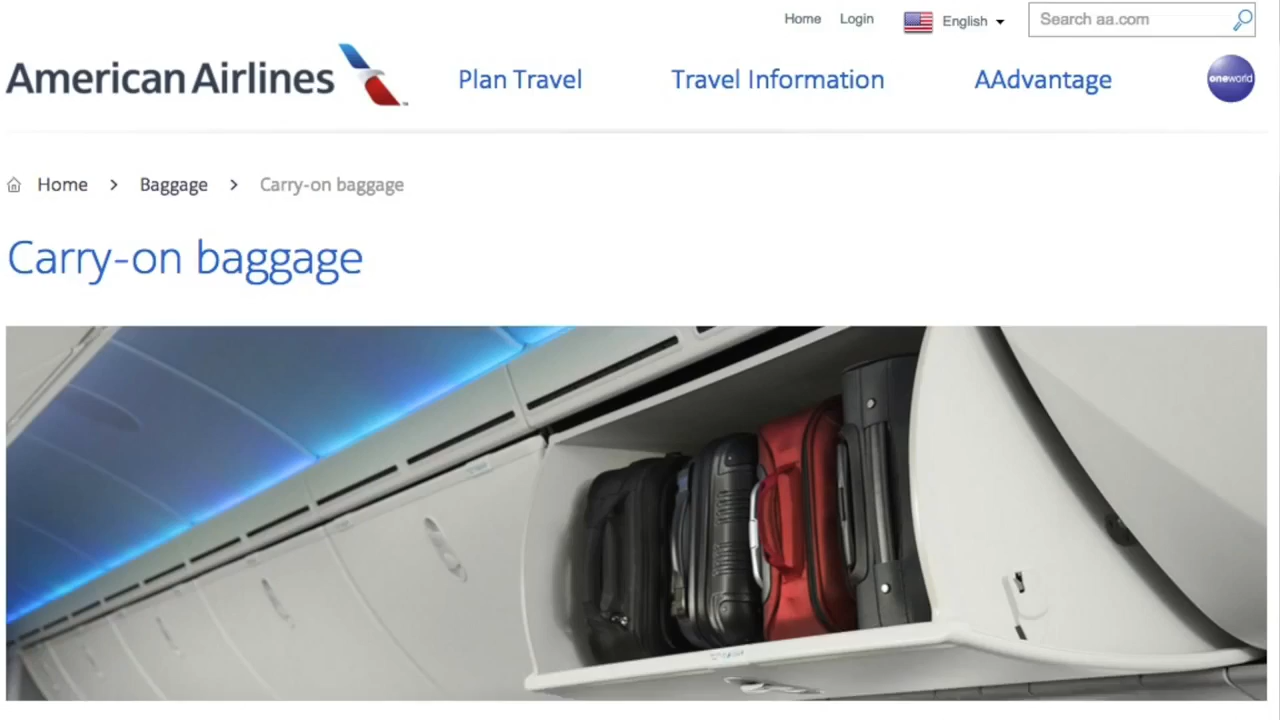 Home Login English Search aa.com
American Airlines Plan Travel Travel Information AAdvantage oneworld
Home > Baggage > Carry-on baggage
Carry-on baggage